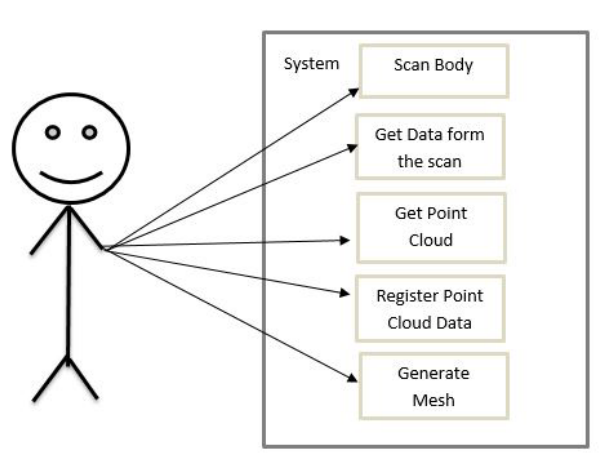 System
Scan Body
Get Data form
the scan
Get Point
Cloud
Register Point
Cloud Data
Generate
Mesh